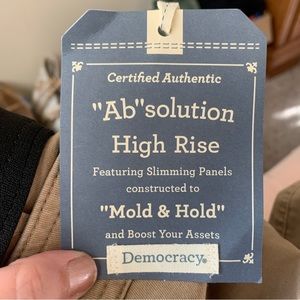 Certified Authentic
"Ab"solution
High Rise
Featuring Slimming Panels
constructed to
"Mold & Hold"
and Boost Your Assets
Democracy®